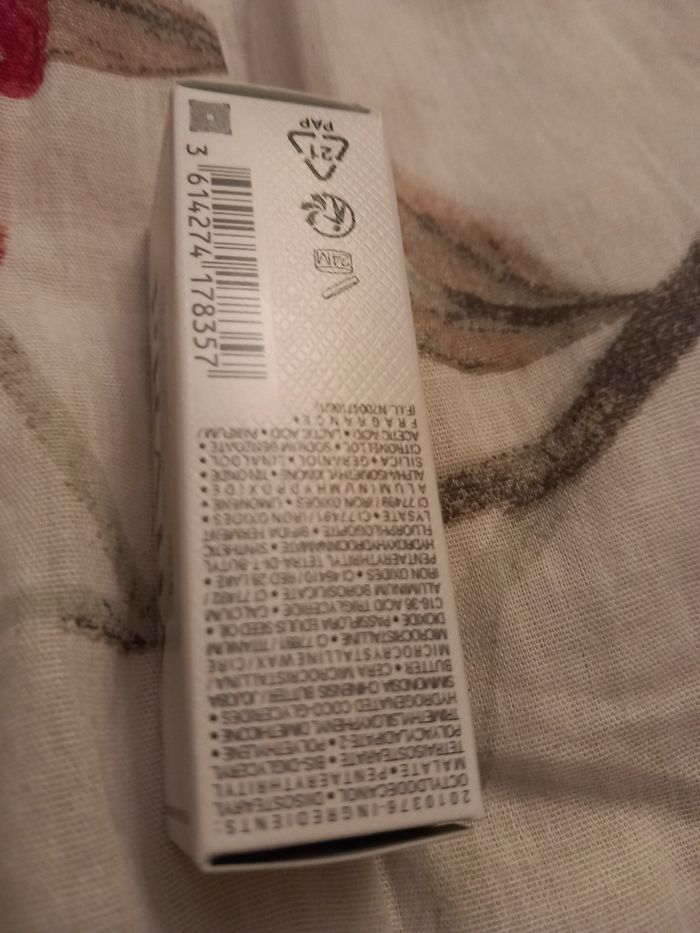 2010376-INGREDIENTS:
OCTYLDODECANOL • DIISOSTEARYL
MALATE • PENTAERYTHRITYL
TETRAISOSTEARATE • BIS-DIGLYCERYL
POLYACYLADIPATE-2 • POLYETHYLENE •
TRIMETHYLSILOXYPHENYL DIMETHICONE •
HYDROGENATED COCO-GLYCERIDES •
SIMMONDSIA CHINENSIS BUTTER / JOJOBA
BUTTER • CERA MICROCRISTALLINA /
MICROCRYSTALLINE WAX / CIRE
MICROCRISTALLINE • CI 77891 / TITANIUM
DIOXIDE • PASSIFLORA EDULIS SEED OIL •
C18-36 ACID TRIGLYCERIDE • CALCIUM
ALUMINUM BOROSILICATE • CI 77492 /
IRON OXIDES • CI 45410 / RED 28 LAKE •
PENTAERYTHRITYL TETRA-DI-T-BUTYL
HYDROXYHYDROCINNAMATE • SYNTHETIC
FLUORPHLOGOPITE • BIFIDA FERMENT
LYSATE • CI 77491 / IRON OXIDES •
CI 77499 / IRON OXIDES • LIMONENE •
ALUMINUM HYDROXIDE •
ALPHA-ISOMETHYL IONONE • TIN OXIDE •
SILICA • GERANIOL • LINALOOL •
CITRONELLOL • SODIUM BENZOATE •
ACETIC ACID • LACTIC ACID • PARFUM /
FRAGRANCE •
(F.I.L. N70047106/1)
24M
21
PAP
3 614274 178357